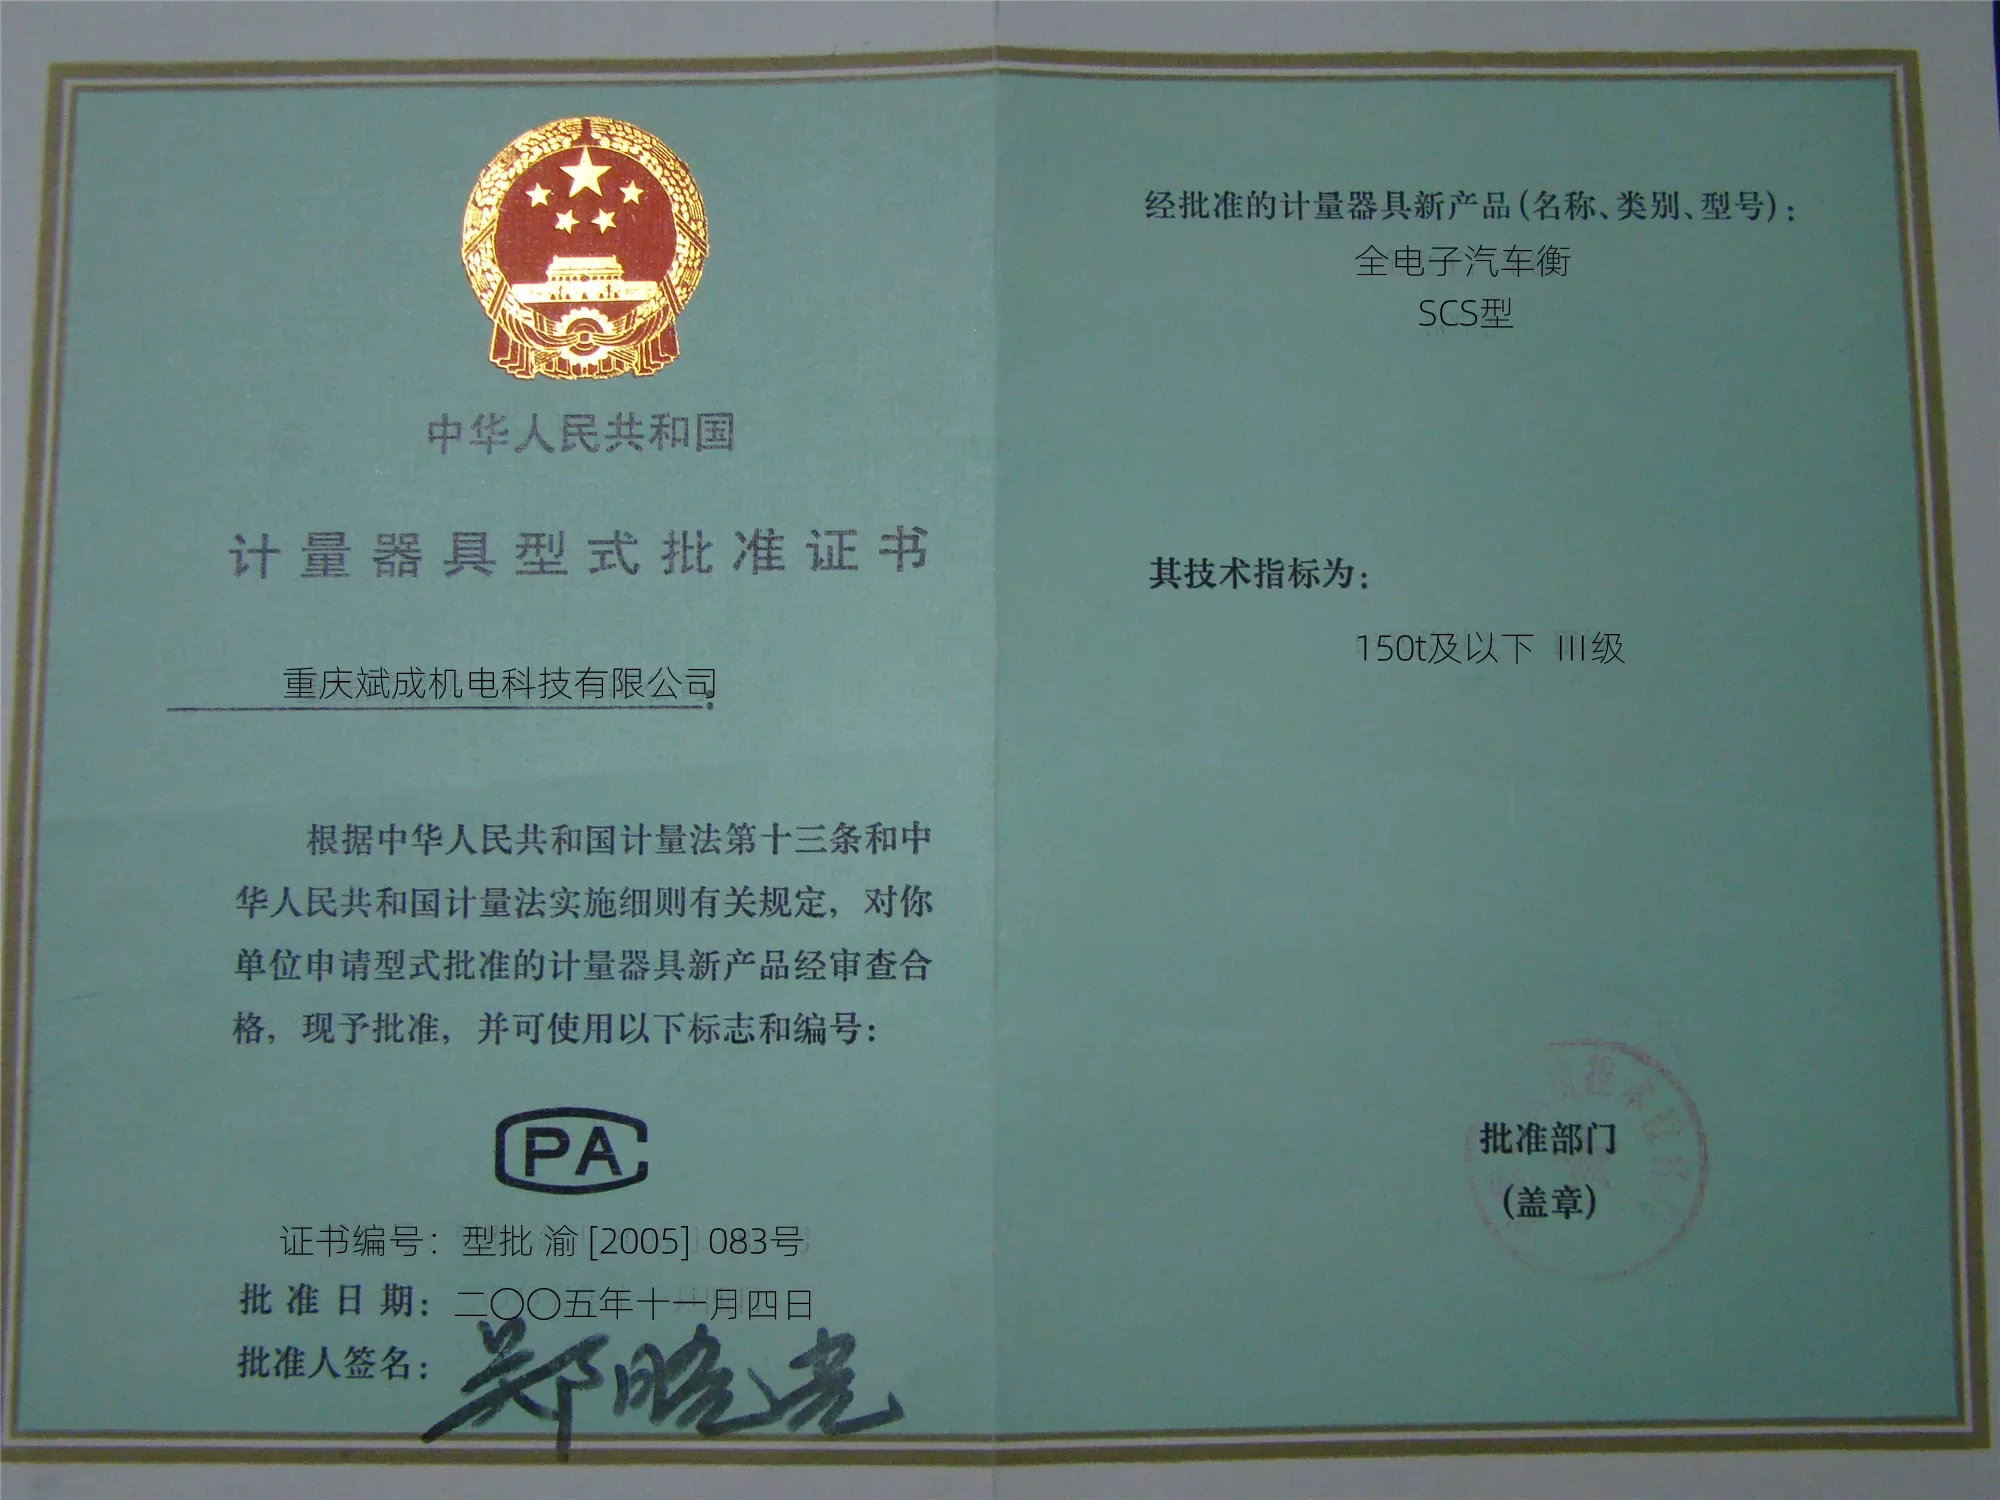 中华人民共和国
计量器具型式批准证书
重庆斌成机电科技有限公司：
根据中华人民共和国计量法第十三条和中
华人民共和国计量法实施细则有关规定，对你
单位申请型式批准的计量器具新产品经审查合
格，现予批准，并可使用以下标志和编号：
CPA
证书编号：型批 渝 [2005] 083号
批准日期：二〇〇五年十一月四日
批准人签名：
经批准的计量器具新产品（名称、类别、型号）：
全电子汽车衡
SCS型
其技术指标为：
150t及以下 III级
批准部门
（盖章）